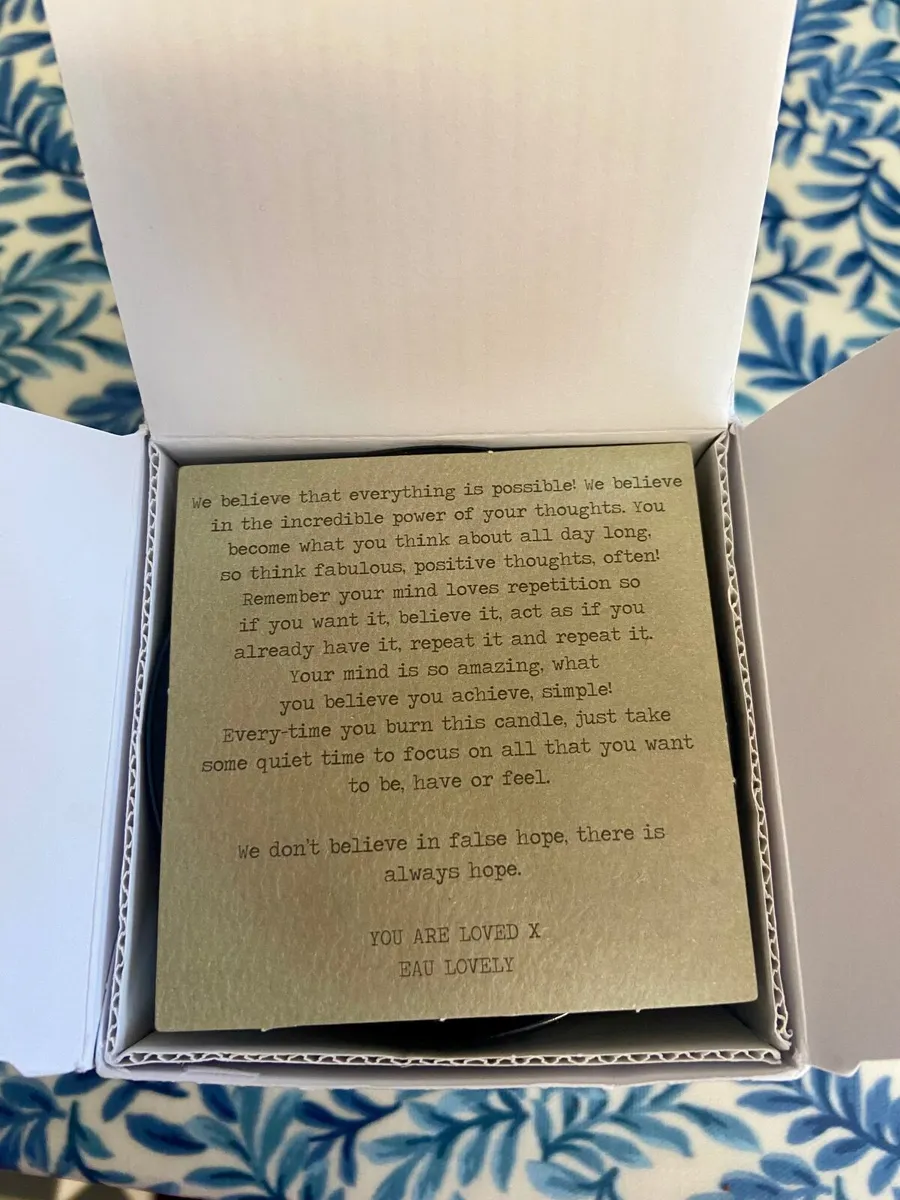 We believe that everything is possible! We believe
in the incredible power of your thoughts. You
become what you think about all day long,
so think fabulous, positive thoughts, often!
Remember your mind loves repetition so
if you want it, believe it, act as if you
already have it, repeat it and repeat it.
Your mind is so amazing, what
you believe you achieve, simple!
Every-time you burn this candle, just take
some quiet time to focus on all that you want
to be, have or feel.
We don't believe in false hope, there is
always hope.
YOU ARE LOVED X
EAU LOVELY